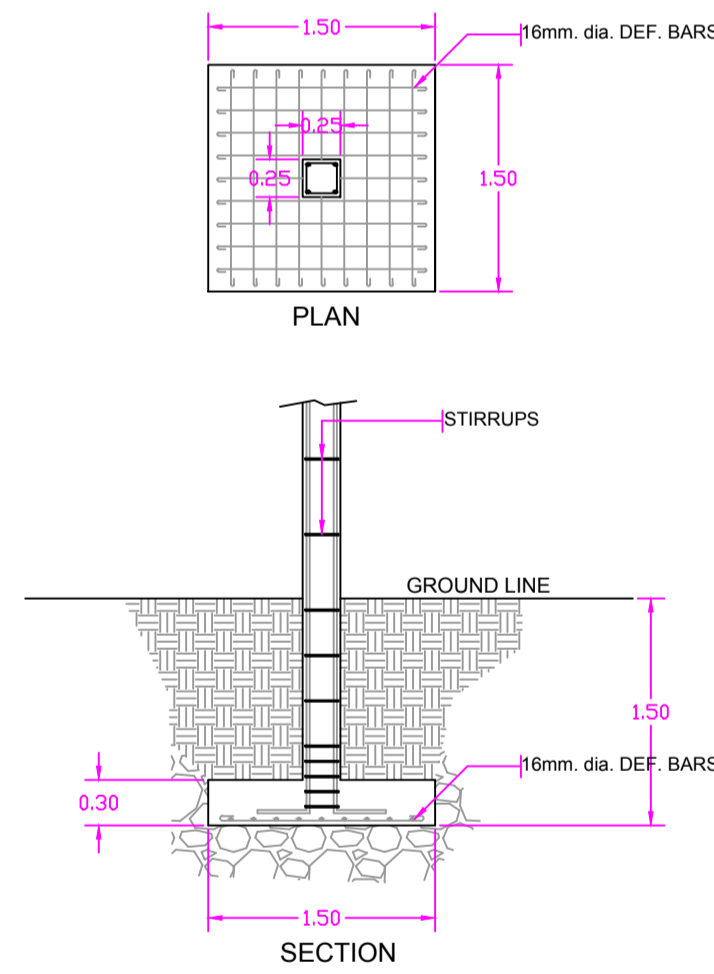 1.50
16mm. dia. DEF. BARS
0.25
0.25
1.50
PLAN
STIRRUPS
GROUND LINE
1.50
16mm. dia. DEF. BARS
0.30
1.50
SECTION